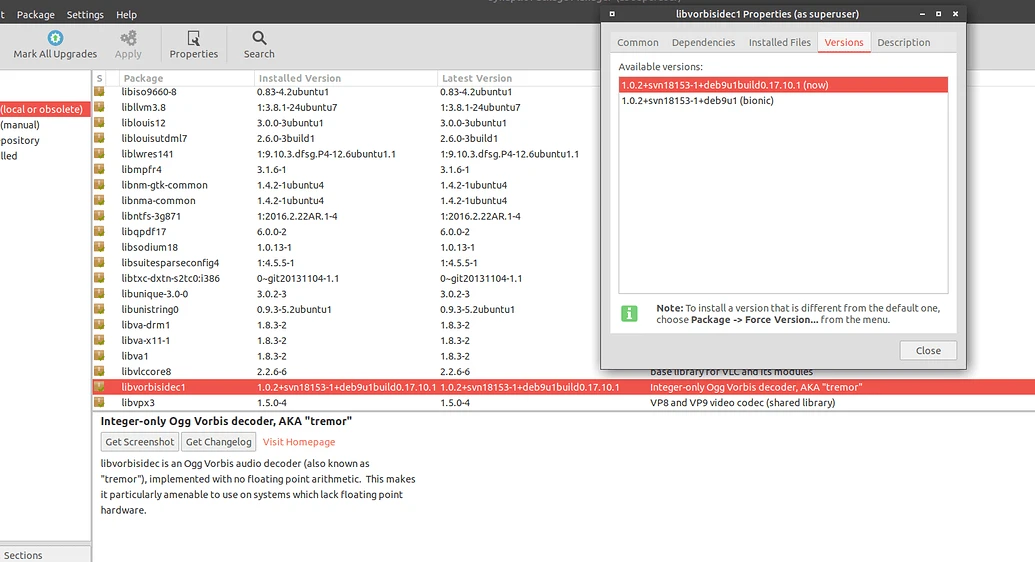 libvorbisidec1 Properties (as superuser)
Package Settings Help
Mark All Upgrades Apply Properties Search
Common Dependencies Installed Files Versions Description
Available versions:
1.0.2+svn18153-1+deb9u1build0.17.10.1 (now)
1.0.2+svn18153-1+deb9u1 (bionic)
Note: To install a version that is different from the default one,
choose Package -> Force Version... from the menu.
Close
(local or obsolete)
(manual)
S Package Installed Version Latest Version
libiso9660-8 0.83-4.2ubuntu1 0.83-4.2ubuntu1
libllvm3.8 1:3.8.1-24ubuntu7 1:3.8.1-24ubuntu7
liblouis12 3.0.0-3ubuntu1 3.0.0-3ubuntu1
liblouisutdml7 2.6.0-3build1 2.6.0-3build1
liblwres141 1:9.10.3.dfsg.P4-12.6ubuntu1.1 1:9.10.3.dfsg.P4-12.6ubuntu1.1
libmpfr4 3.1.6-1 3.1.6-1
libnm-gtk-common 1.4.2-1ubuntu4 1.4.2-1ubuntu4
libnma-common 1.4.2-1ubuntu4 1.4.2-1ubuntu4
libntfs-3g871 1:2016.2.22AR.1-4 1:2016.2.22AR.1-4
libqpdf17 6.0.0-2 6.0.0-2
libsodium18 1.0.13-1 1.0.13-1
libsuitesparseconfig4 1:4.5.5-1 1:4.5.5-1
libtxc-dxtn-s2tc0:i386 0~git20131104-1.1 0~git20131104-1.1
libunique-3.0-0 3.0.2-3 3.0.2-3
libunistring0 0.9.3-5.2ubuntu1 0.9.3-5.2ubuntu1
libva-drm1 1.8.3-2 1.8.3-2
libva-x11-1 1.8.3-2 1.8.3-2
libva1 1.8.3-2 1.8.3-2
libvlccore8 2.2.6-6 2.2.6-6 base library for VLC and its modules
libvorbisidec1 1.0.2+svn18153-1+deb9u1build0.17.10.1 1.0.2+svn18153-1+deb9u1build0.17.10.1 Integer-only Ogg Vorbis decoder, AKA "tremor"
libvpx3 1.5.0-4 1.5.0-4 VP8 and VP9 video codec (shared library)
Integer-only Ogg Vorbis decoder, AKA "tremor"
Get Screenshot Get Changelog Visit Homepage
libvorbisidec is an Ogg Vorbis audio decoder (also known as
"tremor"), implemented with no floating point arithmetic. This makes
it particularly amenable to use on systems which lack floating point
hardware.
Sections